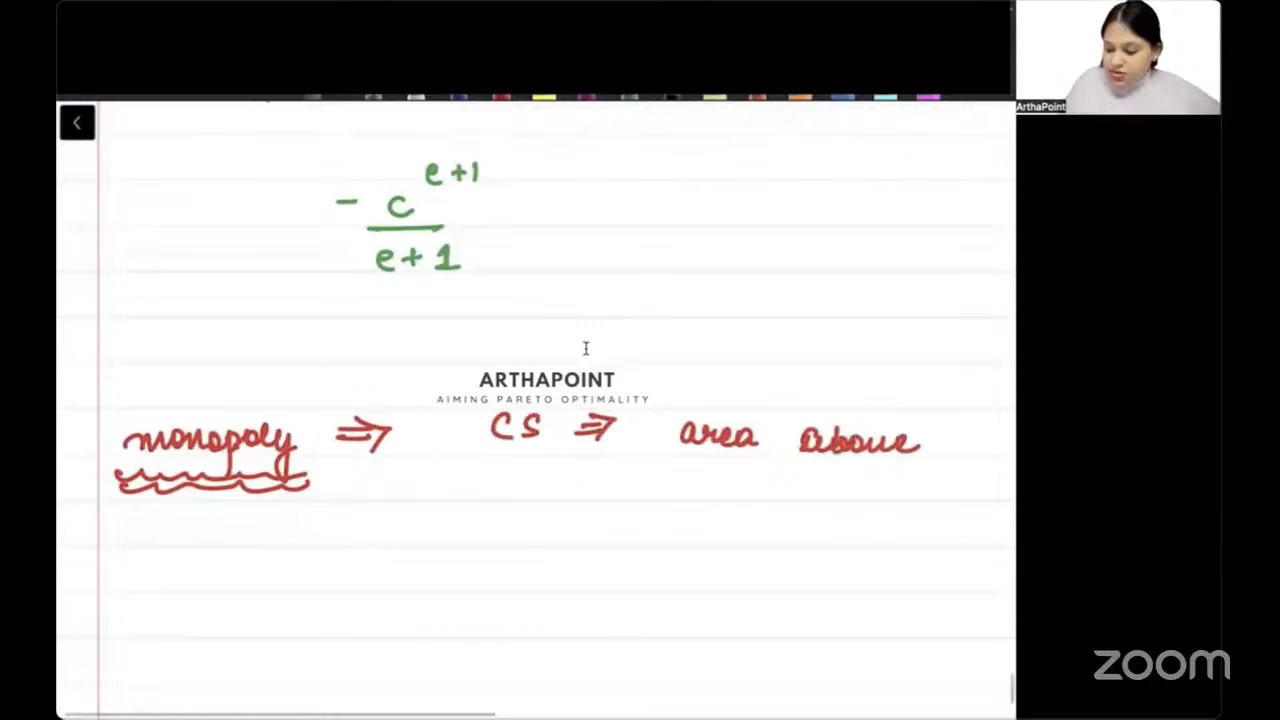 ArthaPoint
e+1
- c
e+1
ARTHAPOINT
AIMING PARETO OPTIMALITY
monopoly ⇒ CS ⇒ area above
zoom